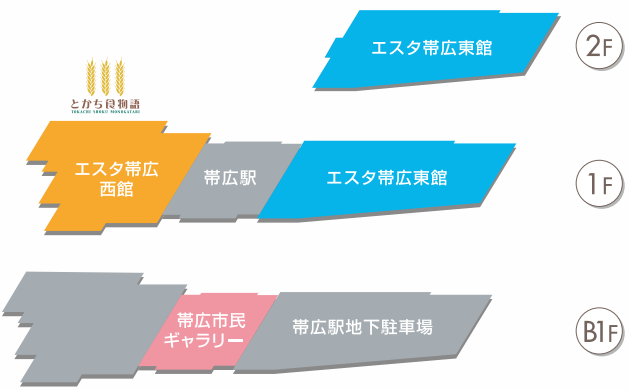 エスタ帯広東館
2F
とかち食物語
TOKACHI SHOKU MONOGATARI
エスタ帯広
西館
帯広駅
エスタ帯広東館
1F
帯広市民
ギャラリー
帯広駅地下駐車場
B1F